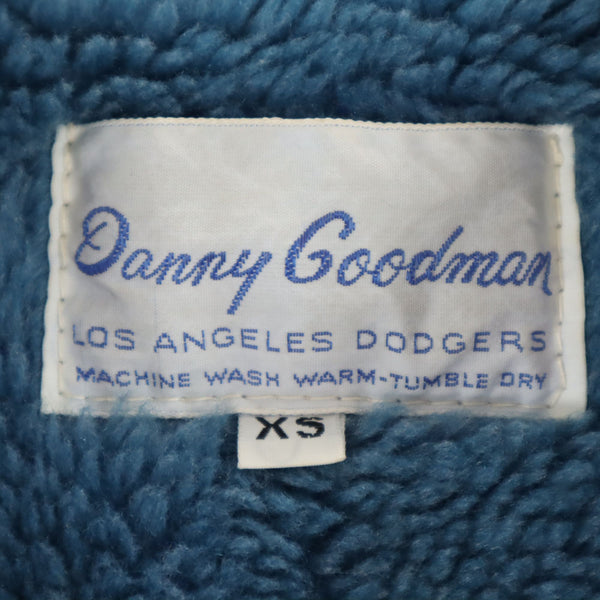 Danny Goodman
LOS ANGELES DODGERS
MACHINE WASH WARM-TUMBLE DRY
XS